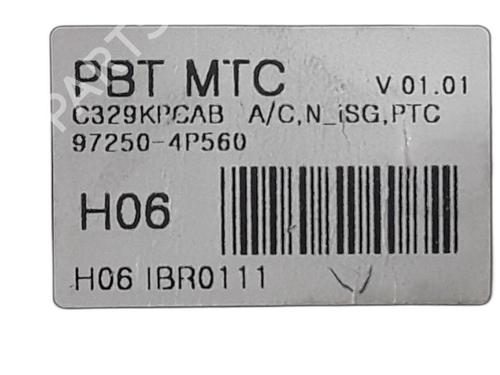 PBT MTC V 01.01
C329KPCAB A/C,N_iSG,PTC
97250-4P560
H06
H06 IBR0111